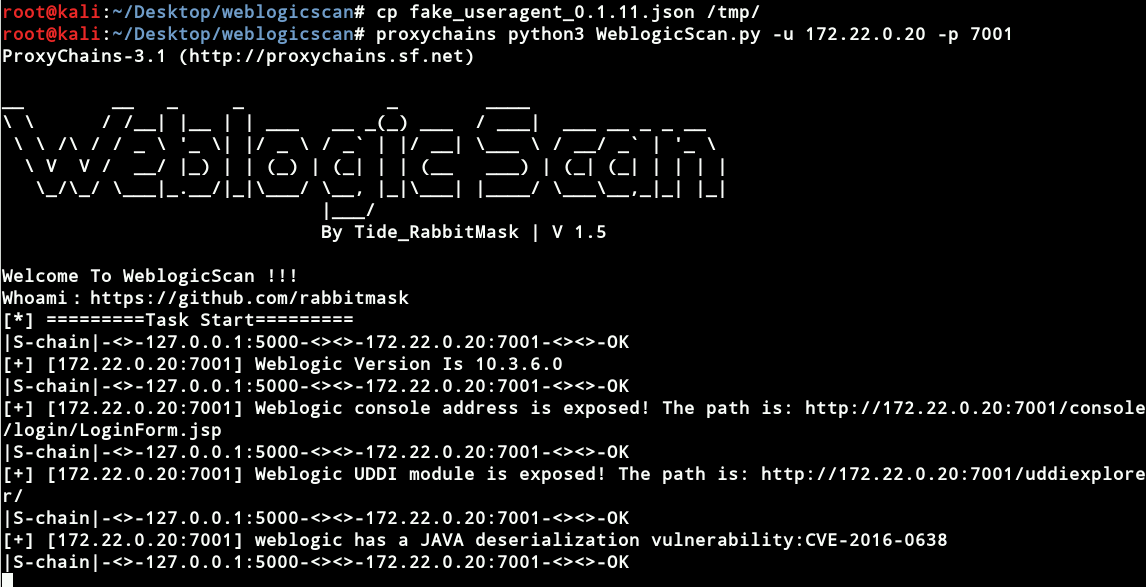 root@kali:~/Desktop/weblogicscan# cp fake_useragent_0.1.11.json /tmp/
root@kali:~/Desktop/weblogicscan# proxychains python3 WeblogicScan.py -u 172.22.0.20 -p 7001
ProxyChains-3.1 (http://proxychains.sf.net)
Weblogic Scan
By Tide_RabbitMask | V 1.5
Welcome To WeblogicScan !!!
Whoami：https://github.com/rabbitmask
[*] =========Task Start=========
|S-chain|-<>-127.0.0.1:5000-<><>-172.22.0.20:7001-<><>-OK
[+] [172.22.0.20:7001] Weblogic Version Is 10.3.6.0
|S-chain|-<>-127.0.0.1:5000-<><>-172.22.0.20:7001-<><>-OK
[+] [172.22.0.20:7001] Weblogic console address is exposed! The path is: http://172.22.0.20:7001/console
/login/LoginForm.jsp
|S-chain|-<>-127.0.0.1:5000-<><>-172.22.0.20:7001-<><>-OK
[+] [172.22.0.20:7001] Weblogic UDDI module is exposed! The path is: http://172.22.0.20:7001/uddiexplore
r/
|S-chain|-<>-127.0.0.1:5000-<><>-172.22.0.20:7001-<><>-OK
[+] [172.22.0.20:7001] weblogic has a JAVA deserialization vulnerability:CVE-2016-0638
|S-chain|-<>-127.0.0.1:5000-<><>-172.22.0.20:7001-<><>-OK